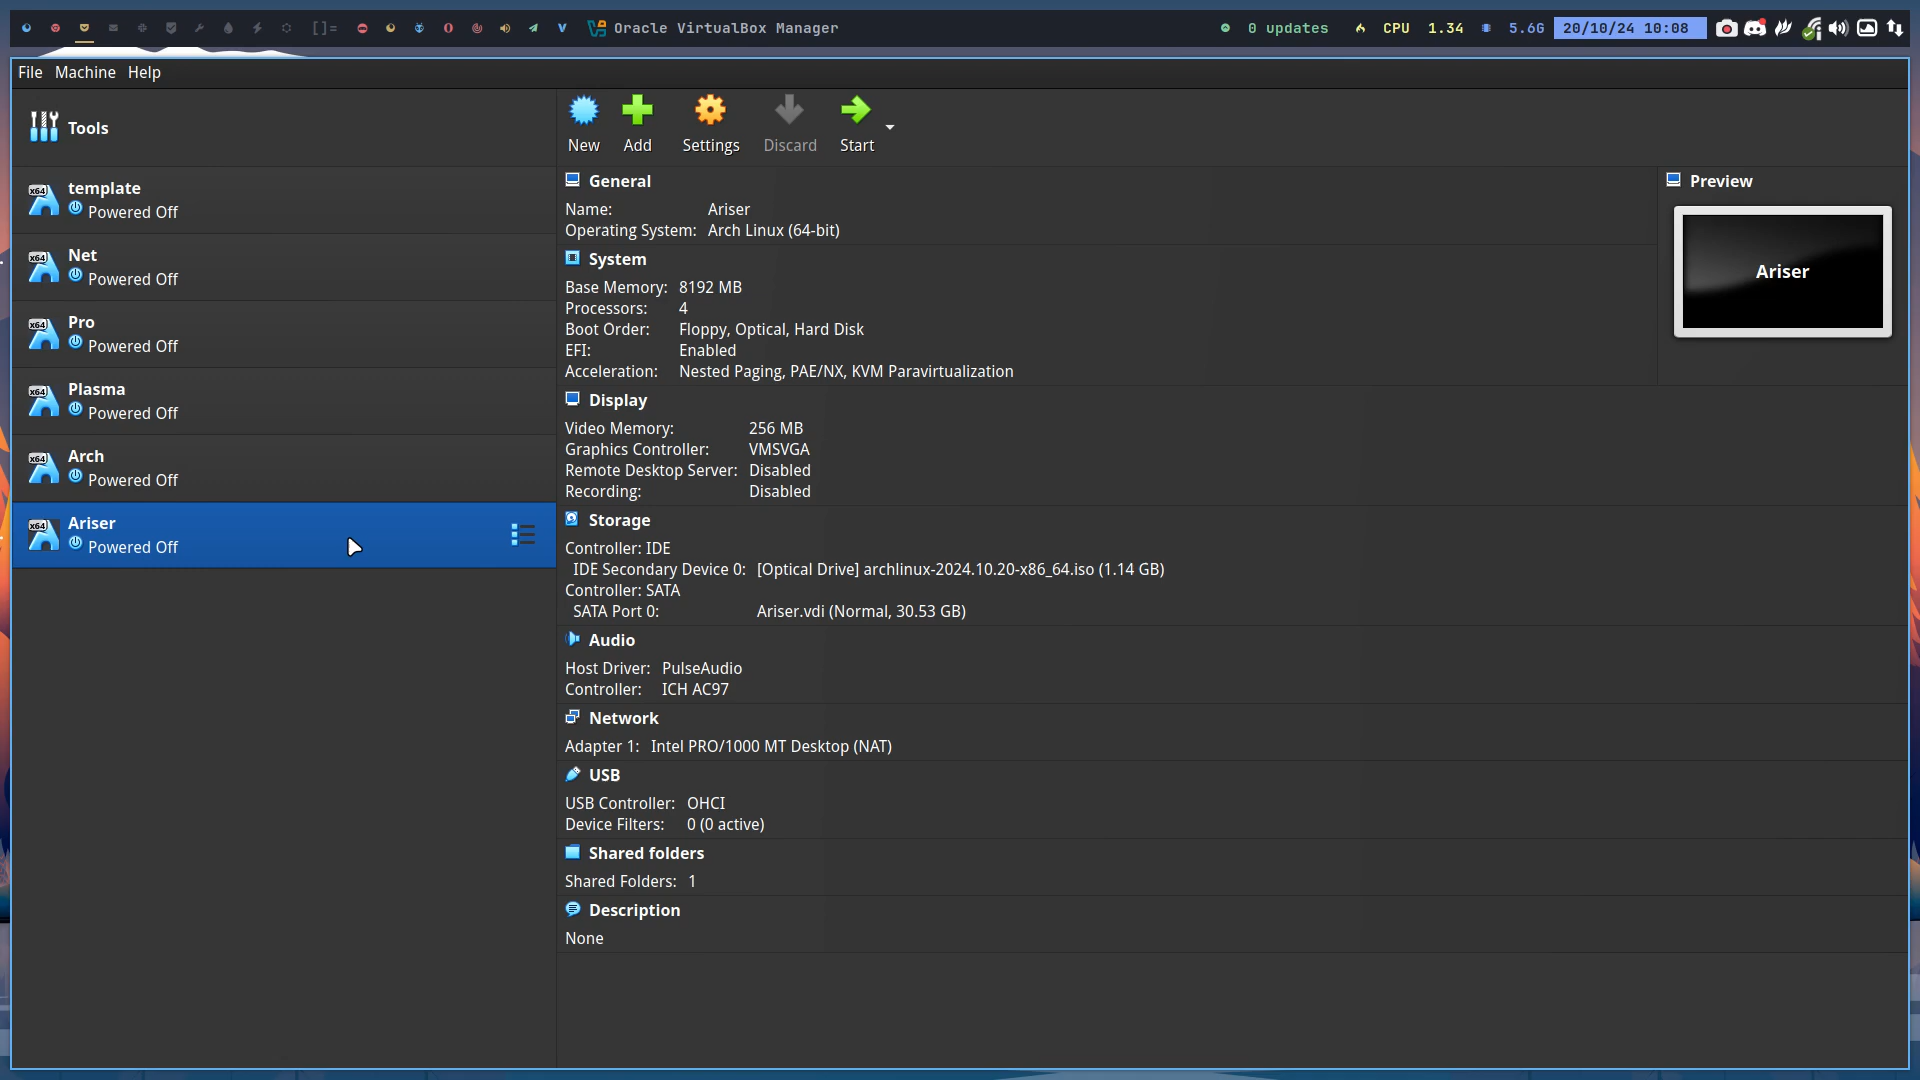 []= Oracle VirtualBox Manager 0 updates CPU 1.34 5.6G 20/10/24 10:08
File Machine Help
Tools
New Add Settings Discard Start
x64 template
Powered Off
x64 Net
Powered Off
x64 Pro
Powered Off
x64 Plasma
Powered Off
x64 Arch
Powered Off
x64 Ariser
Powered Off
General
Name: Ariser
Operating System: Arch Linux (64-bit)
System
Base Memory: 8192 MB
Processors: 4
Boot Order: Floppy, Optical, Hard Disk
EFI: Enabled
Acceleration: Nested Paging, PAE/NX, KVM Paravirtualization
Preview
Ariser
Display
Video Memory: 256 MB
Graphics Controller: VMSVGA
Remote Desktop Server: Disabled
Recording: Disabled
Storage
Controller: IDE
IDE Secondary Device 0: [Optical Drive] archlinux-2024.10.20-x86_64.iso (1.14 GB)
Controller: SATA
SATA Port 0: Ariser.vdi (Normal, 30.53 GB)
Audio
Host Driver: PulseAudio
Controller: ICH AC97
Network
Adapter 1: Intel PRO/1000 MT Desktop (NAT)
USB
USB Controller: OHCI
Device Filters: 0 (0 active)
Shared folders
Shared Folders: 1
Description
None